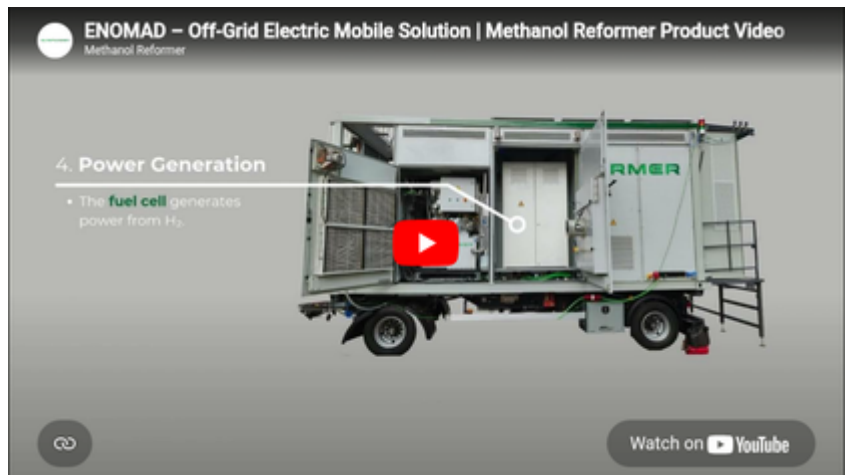 ENOMAD – Off-Grid Electric Mobile Solution | Methanol Reformer Product Video
Methanol Reformer
4. Power Generation
• The fuel cell generates
power from H₂.
RMER
Watch on YouTube